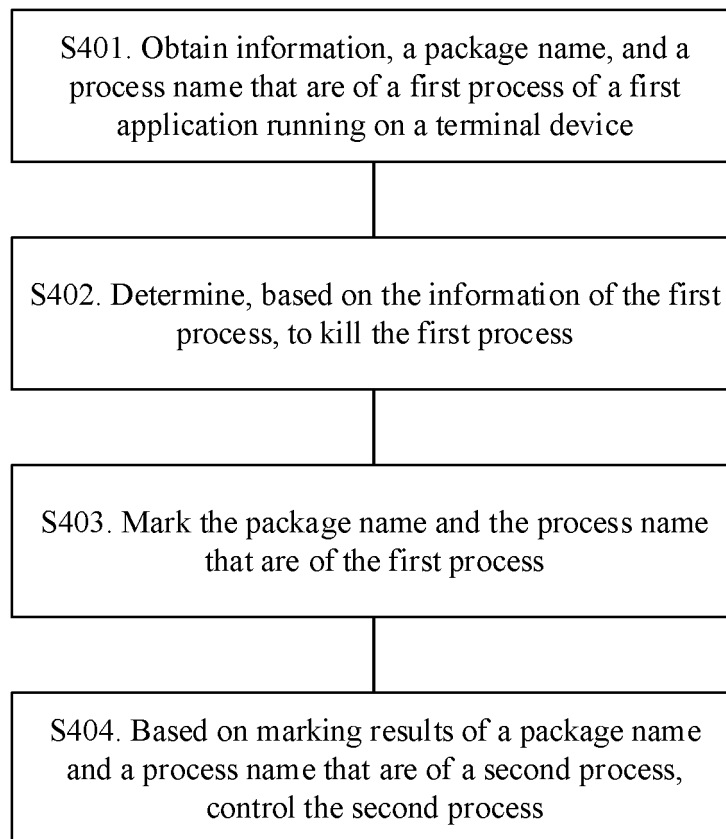 S401. Obtain information, a package name, and a
process name that are of a first process of a first
application running on a terminal device
S402. Determine, based on the information of the first
process, to kill the first process
S403. Mark the package name and the process name
that are of the first process
S404. Based on marking results of a package name
and a process name that are of a second process,
control the second process